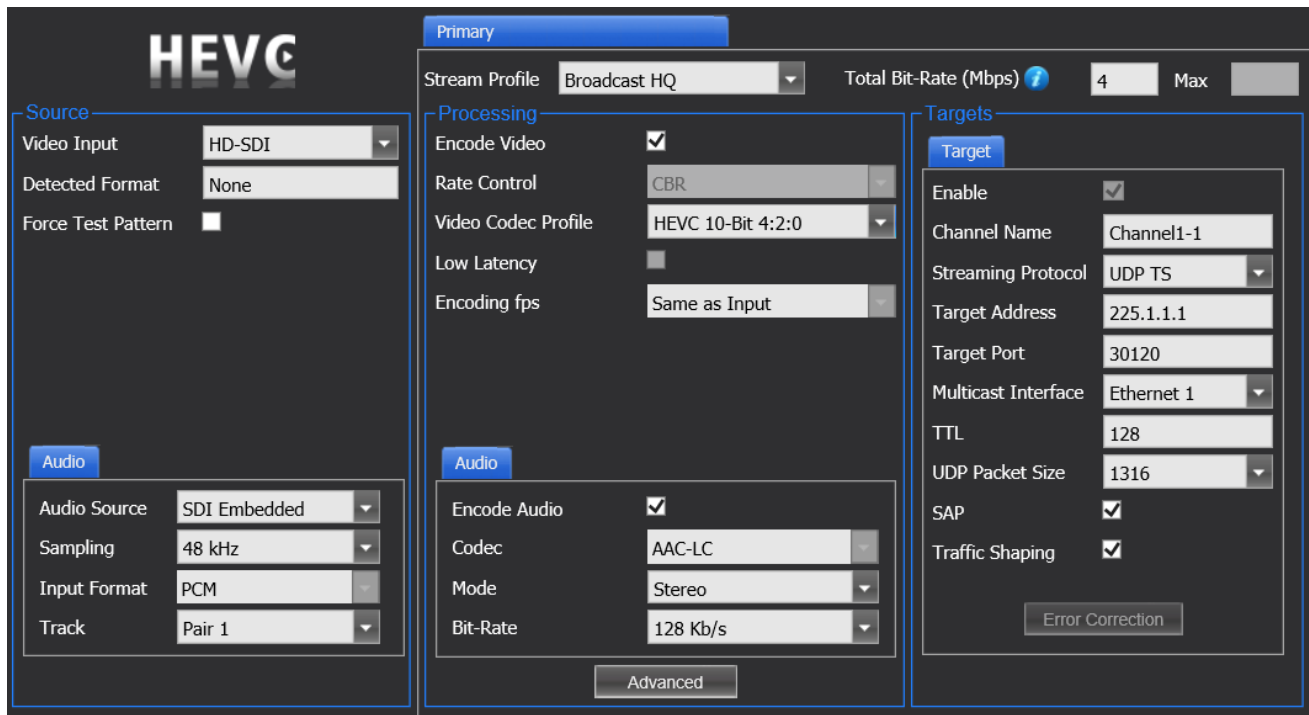 HEVC
Primary
Stream Profile Broadcast HQ Total Bit-Rate (Mbps) i 4 Max
Source
Video Input HD-SDI
Detected Format None
Force Test Pattern
Audio
Audio Source SDI Embedded
Sampling 48 kHz
Input Format PCM
Track Pair 1
Processing
Encode Video
Rate Control CBR
Video Codec Profile HEVC 10-Bit 4:2:0
Low Latency
Encoding fps Same as Input
Audio
Encode Audio
Codec AAC-LC
Mode Stereo
Bit-Rate 128 Kb/s
Advanced
Targets
Target
Enable
Channel Name Channel1-1
Streaming Protocol UDP TS
Target Address 225.1.1.1
Target Port 30120
Multicast Interface Ethernet 1
TTL 128
UDP Packet Size 1316
SAP
Traffic Shaping
Error Correction